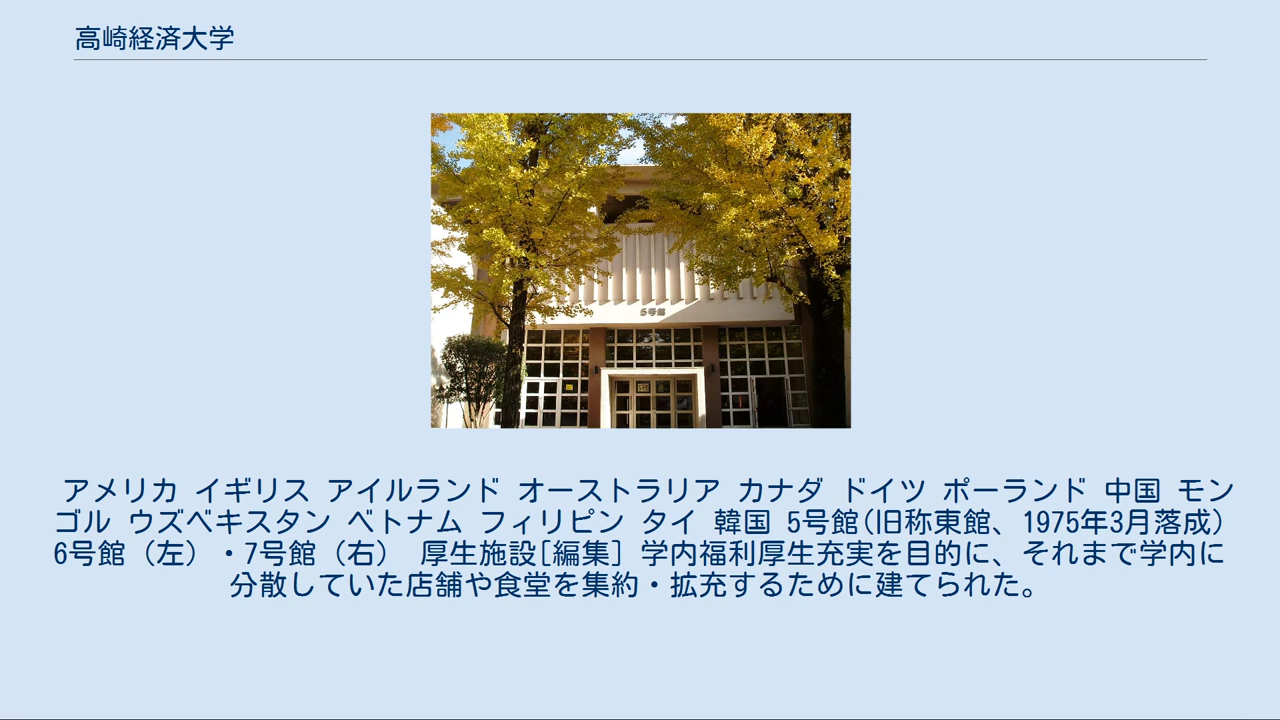 高崎経済大学
5号館
アメリカ イギリス アイルランド オーストラリア カナダ ドイツ ポーランド 中国 モン
ゴル ウズベキスタン ベトナム フィリピン タイ 韓国 5号館(旧称東館、1975年3月落成)
6号館（左）・7号館（右） 厚生施設[編集] 学内福利厚生充実を目的に、それまで学内に
分散していた店舗や食堂を集約・拡充するために建てられた。